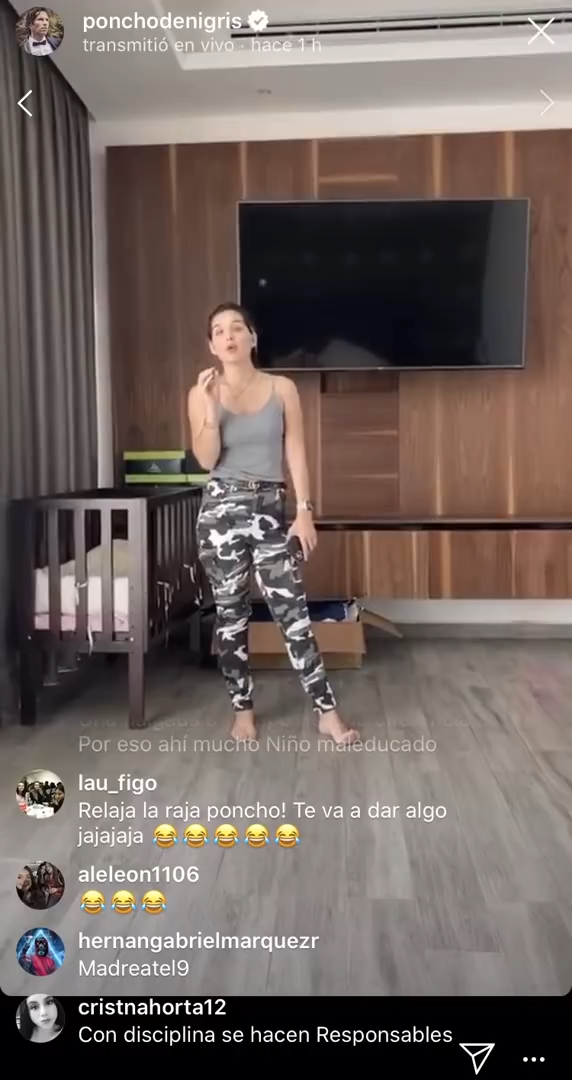 ponchodenigris
transmitió en vivo · hace 1 h
Por eso ahí mucho Niño maleducado
lau_figo
Relaja la raja poncho! Te va a dar algo
jajajaja 😂😂😂😂😂
aleleon1106
😂😂😂
hernangabrielmarquezr
Madreatel9
cristnahorta12
Con disciplina se hacen Responsables